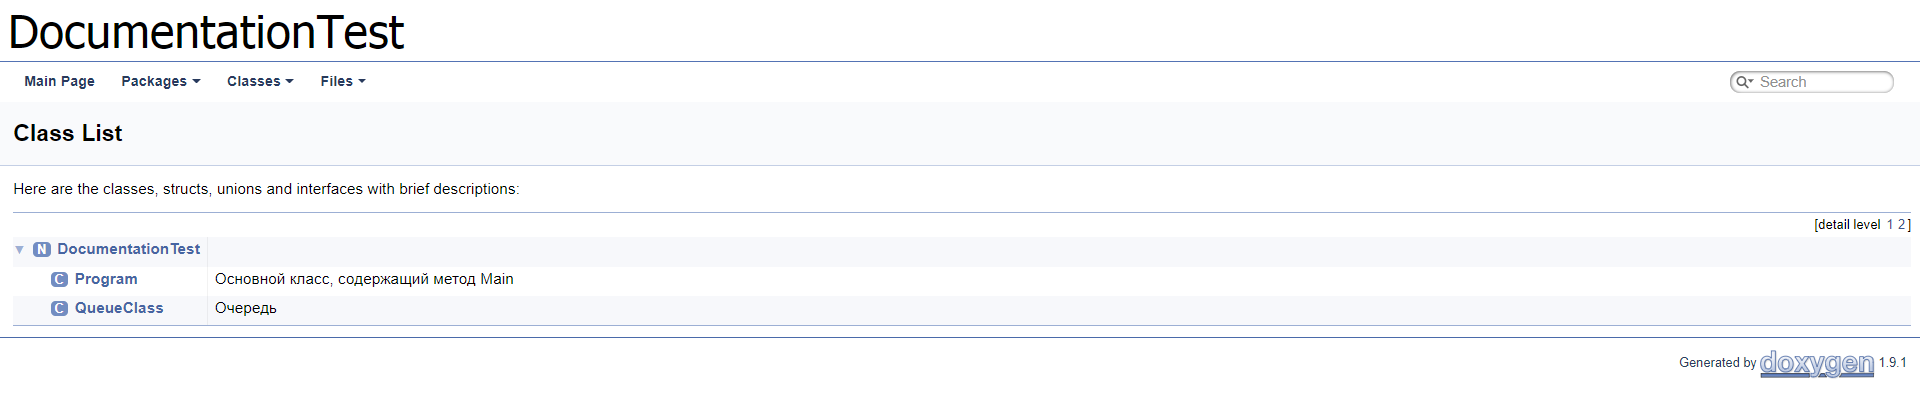 DocumentationTest
Main Page Packages Classes Files Search
Class List
Here are the classes, structs, unions and interfaces with brief descriptions:
[detail level 1 2]
N DocumentationTest
C Program Основной класс, содержащий метод Main
C QueueClass Очередь
Generated by doxygen 1.9.1